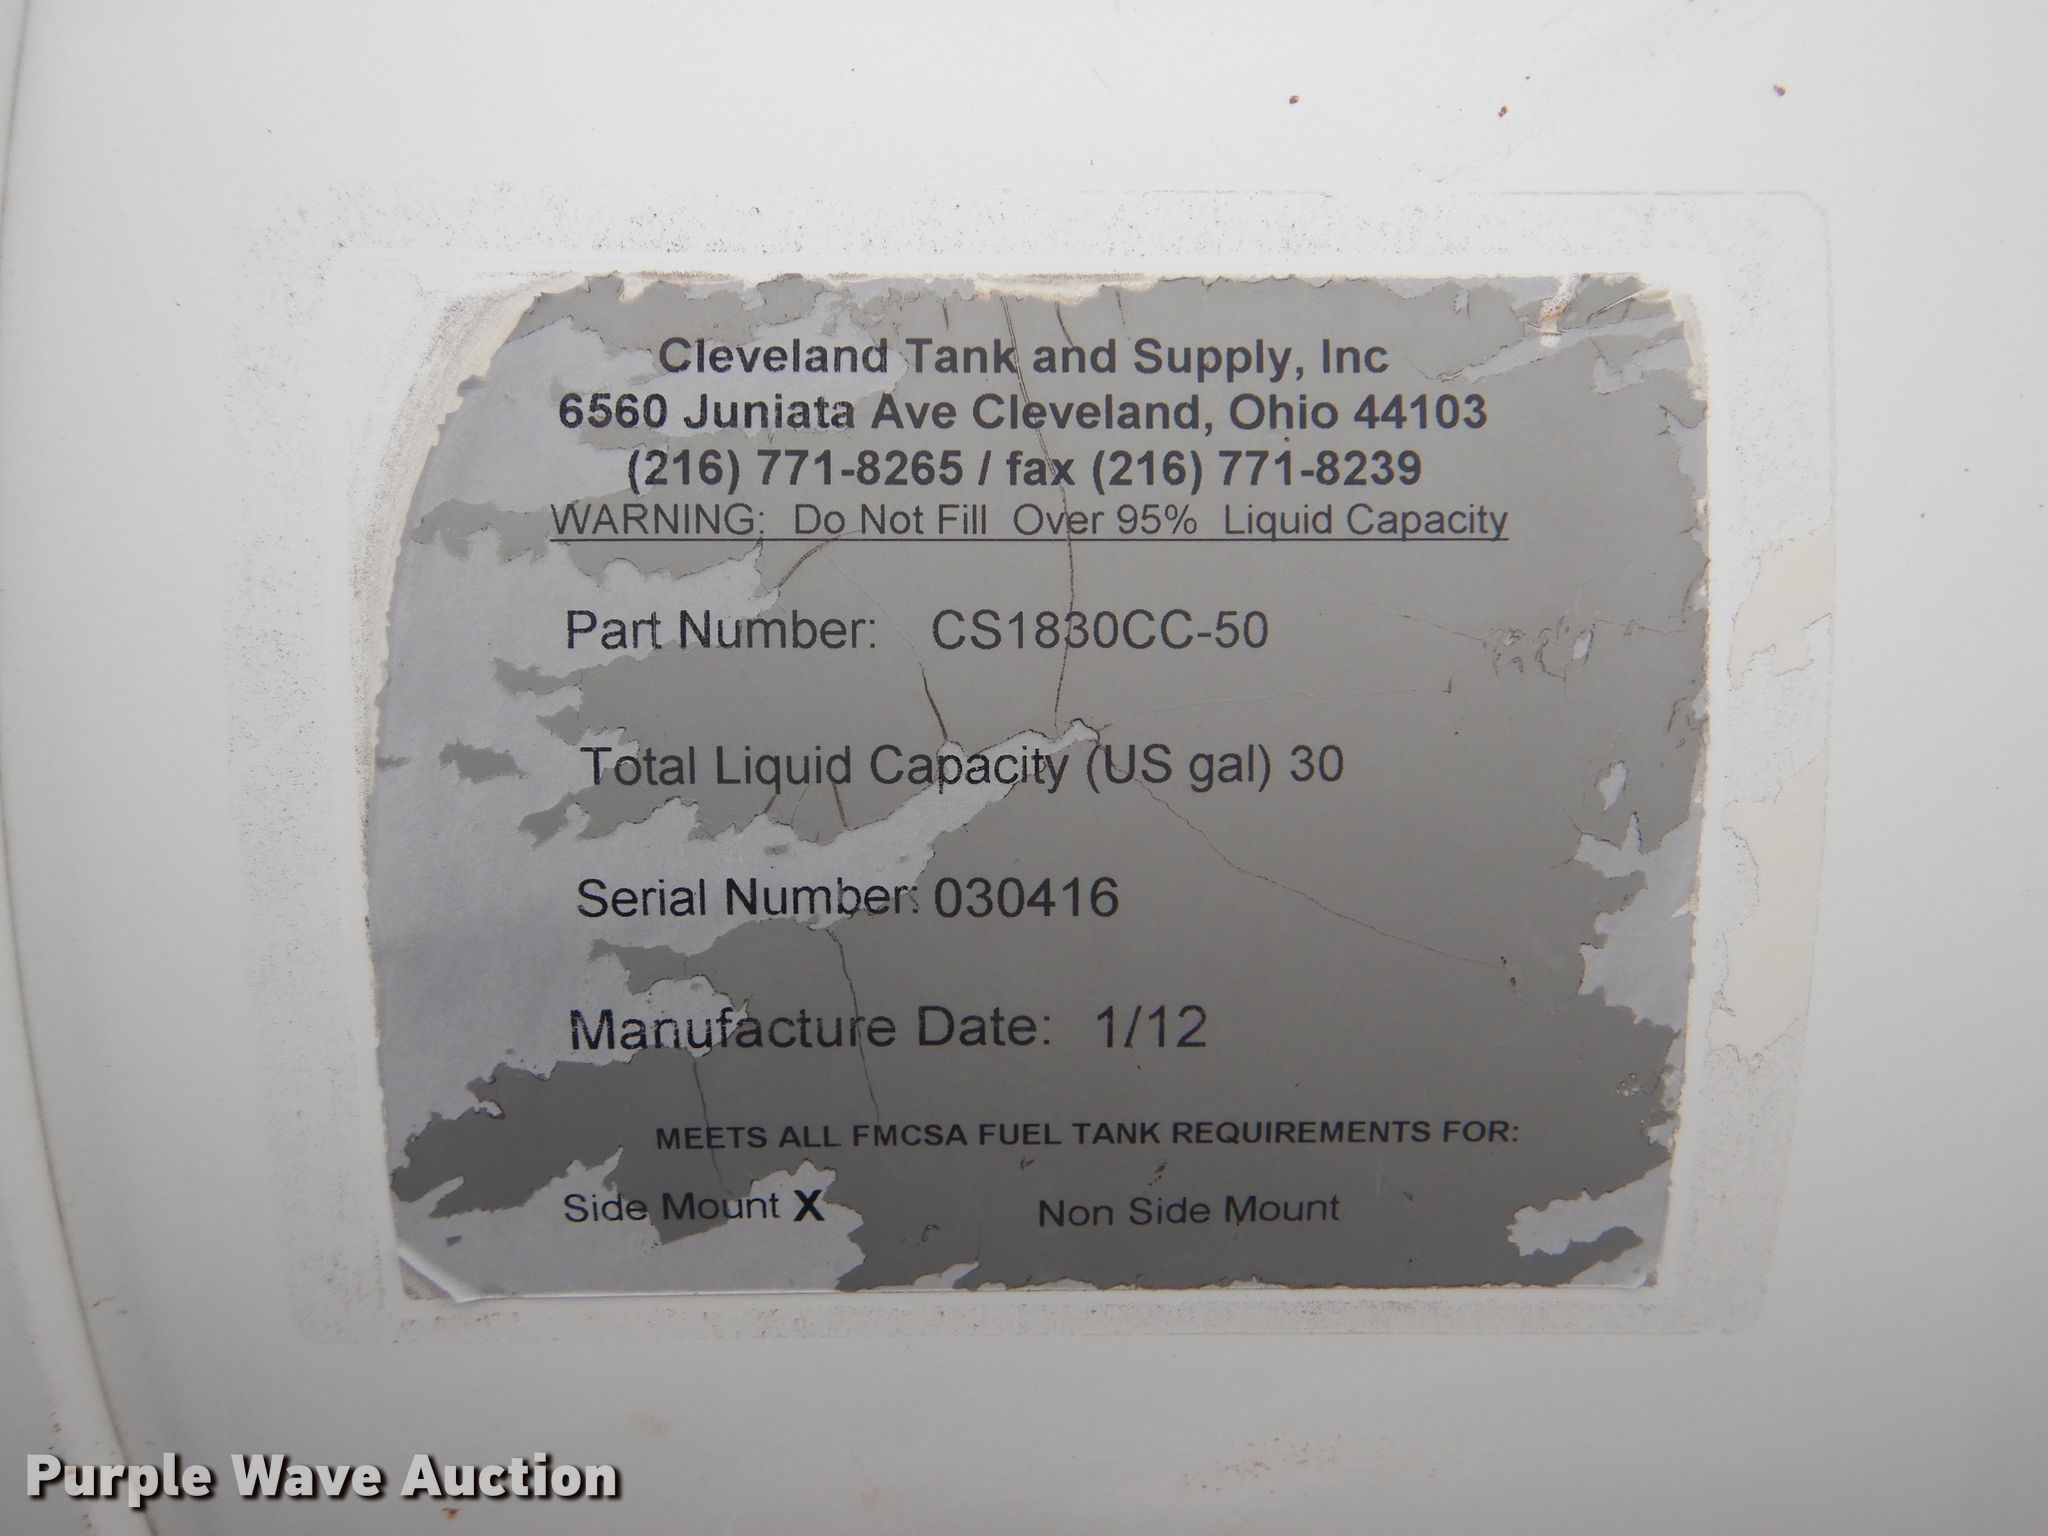 Cleveland Tank and Supply, Inc
6560 Juniata Ave Cleveland, Ohio 44103
(216) 771-8265 / fax (216) 771-8239
WARNING: Do Not Fill Over 95% Liquid Capacity
Part Number: CS1830CC-50
Total Liquid Capacity (US gal) 30
Serial Number: 030416
Manufacture Date: 1/12
MEETS ALL FMCSA FUEL TANK REQUIREMENTS FOR:
Side Mount X Non Side Mount
Purple Wave Auction